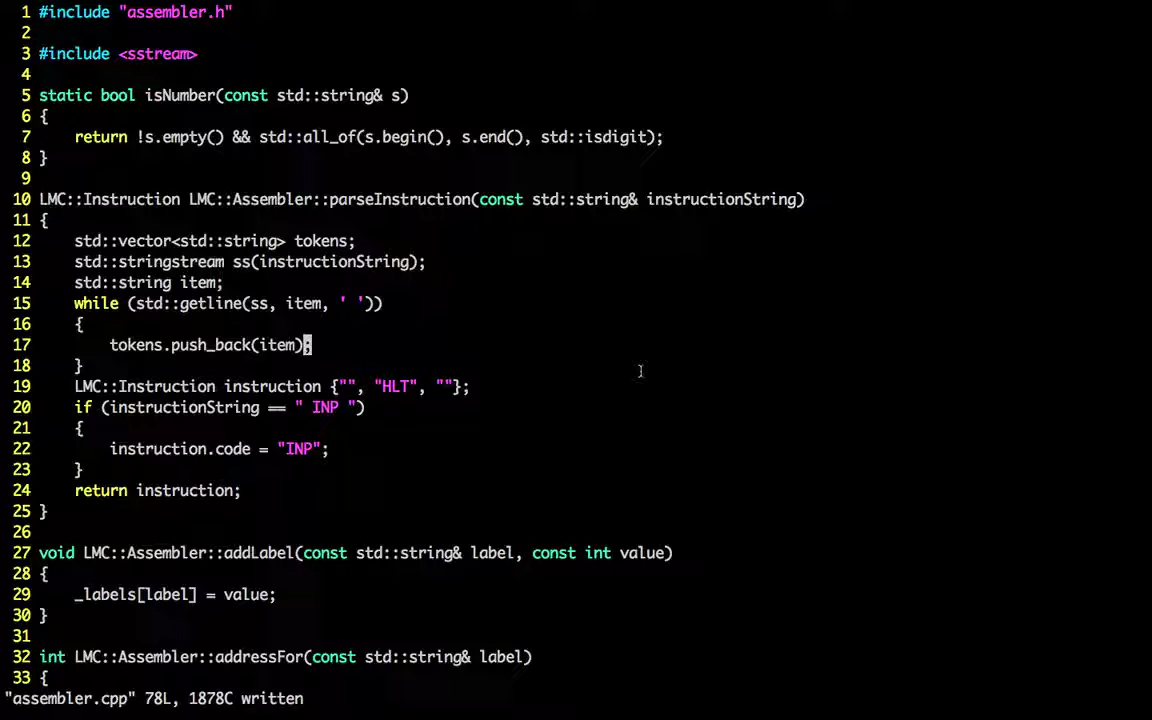 1 #include "assembler.h"
2
3 #include <sstream>
4
5 static bool isNumber(const std::string& s)
6 {
7     return !s.empty() && std::all_of(s.begin(), s.end(), std::isdigit);
8 }
9
10 LMC::Instruction LMC::Assembler::parseInstruction(const std::string& instructionString)
11 {
12     std::vector<std::string> tokens;
13     std::stringstream ss(instructionString);
14     std::string item;
15     while (std::getline(ss, item, ' '))
16     {
17         tokens.push_back(item);
18     }
19     LMC::Instruction instruction {"", "HLT", ""};
20     if (instructionString == " INP ")
21     {
22         instruction.code = "INP";
23     }
24     return instruction;
25 }
26
27 void LMC::Assembler::addLabel(const std::string& label, const int value)
28 {
29     _labels[label] = value;
30 }
31
32 int LMC::Assembler::addressFor(const std::string& label)
33 {
"assembler.cpp" 78L, 1878C written